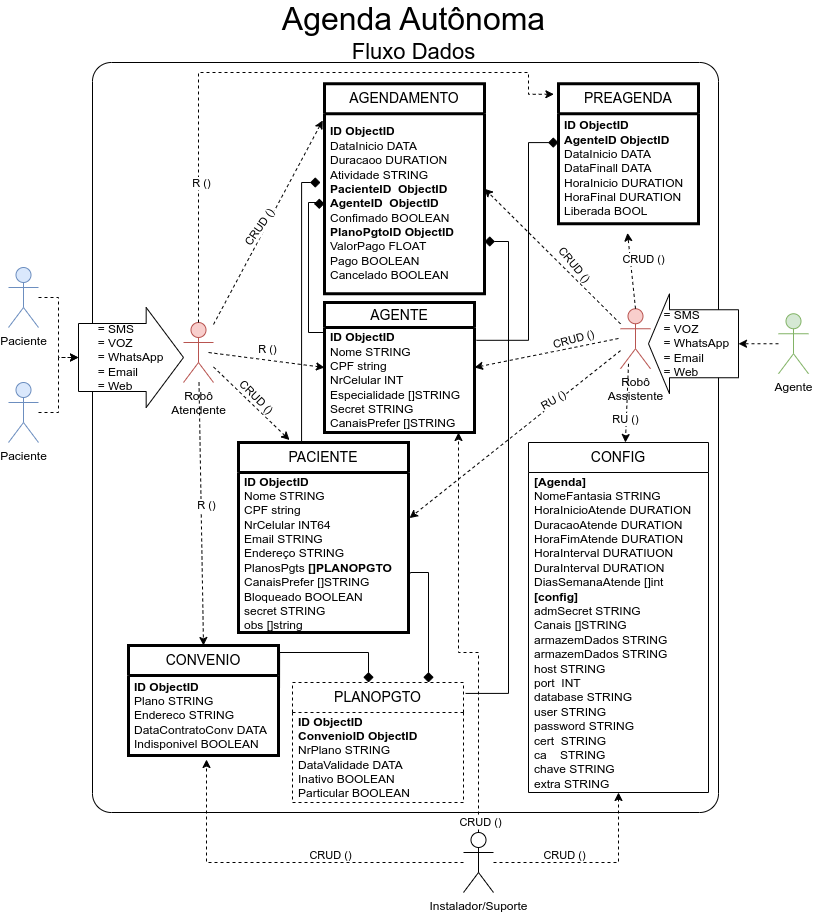 Agenda Autônoma
Fluxo Dados
AGENDAMENTO
ID ObjectID
DataInicio DATA
Duracaoo DURATION
Atividade STRING
PacienteID  ObjectID
AgenteID  ObjectID
Confimado BOOLEAN
PlanoPgtoID ObjectID
ValorPago FLOAT
Pago BOOLEAN
Cancelado BOOLEAN
PREAGENDA
ID ObjectID
AgenteID ObjectID
DataInicio DATA
DataFinall DATA
HoraInicio DURATION
HoraFinal DURATION
Liberada BOOL
R ()
CRUD ()
CRUD ()
CRUD ()
Paciente
Paciente
= SMS
= VOZ
= WhatsApp
= Email
= Web
Robô
Atendente
R ()
CRUD ()
R ()
AGENTE
ID ObjectID
Nome STRING
CPF string
NrCelular INT
Especialidade []STRING
Secret STRING
CanaisPrefer []STRING
CRUD ()
RU ()
RU ()
Robô
Assistente
= SMS
= VOZ
= WhatsApp
= Email
= Web
Agente
PACIENTE
ID ObjectID
Nome STRING
CPF string
NrCelular INT64
Email STRING
Endereço STRING
PlanosPgts []PLANOPGTO
CanaisPrefer []STRING
Bloqueado BOOLEAN
secret STRING
obs []string
CONFIG
[Agenda]
NomeFantasia STRING
HoraInicioAtende DURATION
DuracaoAtende DURATION
HoraFimAtende DURATION
HoraInterval DURATIUON
DuraInterval DURATION
DiasSemanaAtende []int
[config]
admSecret STRING
Canais []STRING
armazemDados STRING
armazemDados STRING
host STRING
port  INT
database STRING
user STRING
password STRING
cert  STRING
ca    STRING
chave STRING
extra STRING
CONVENIO
ID ObjectID
Plano STRING
Endereco STRING
DataContratoConv DATA
Indisponivel BOOLEAN
PLANOPGTO
ID ObjectID
ConvenioID ObjectID
NrPlano STRING
DataValidade DATA
Inativo BOOLEAN
Particular BOOLEAN
CRUD ()
CRUD ()
CRUD ()
Instalador/Suporte